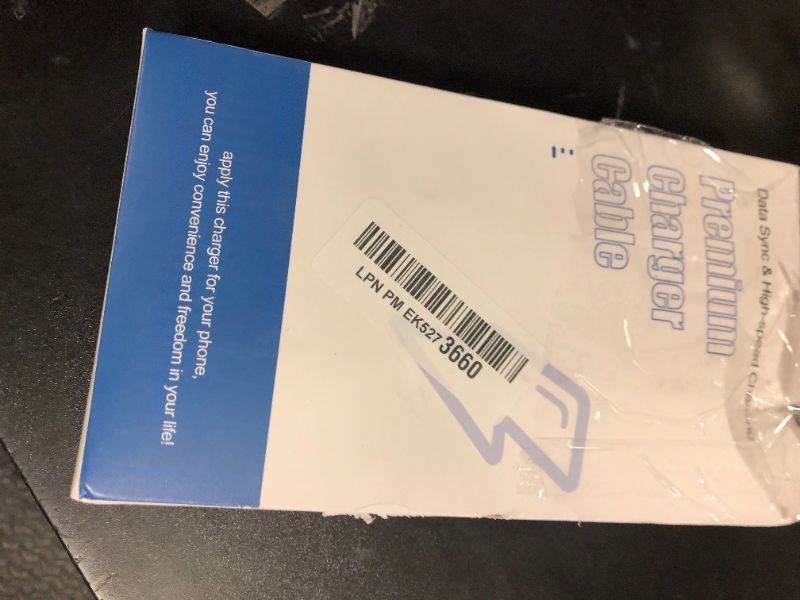 Data Sync & High-speed Charging
Premium
Charger
Cable
LPN PM EK527 3660
apply this charger for your phone,
you can enjoy convenience and freedom in your life!